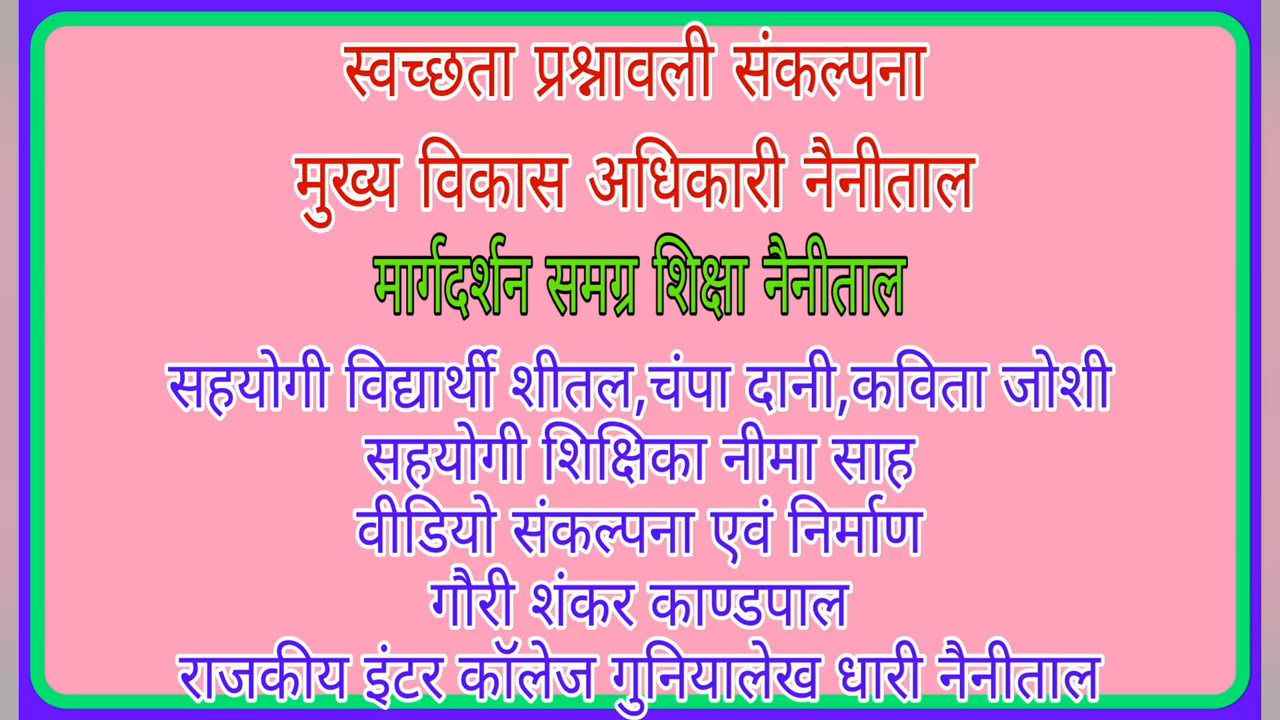 स्वच्छता प्रश्नावली संकल्पना
मुख्य विकास अधिकारी नैनीताल
मार्गदर्शन समग्र शिक्षा नैनीताल
सहयोगी विद्यार्थी शीतल,चंपा दानी,कविता जोशी
सहयोगी शिक्षिका नीमा साह
वीडियो संकल्पना एवं निर्माण
गौरी शंकर काण्डपाल
राजकीय इंटर कॉलेज गुनियालेख धारी नैनीताल